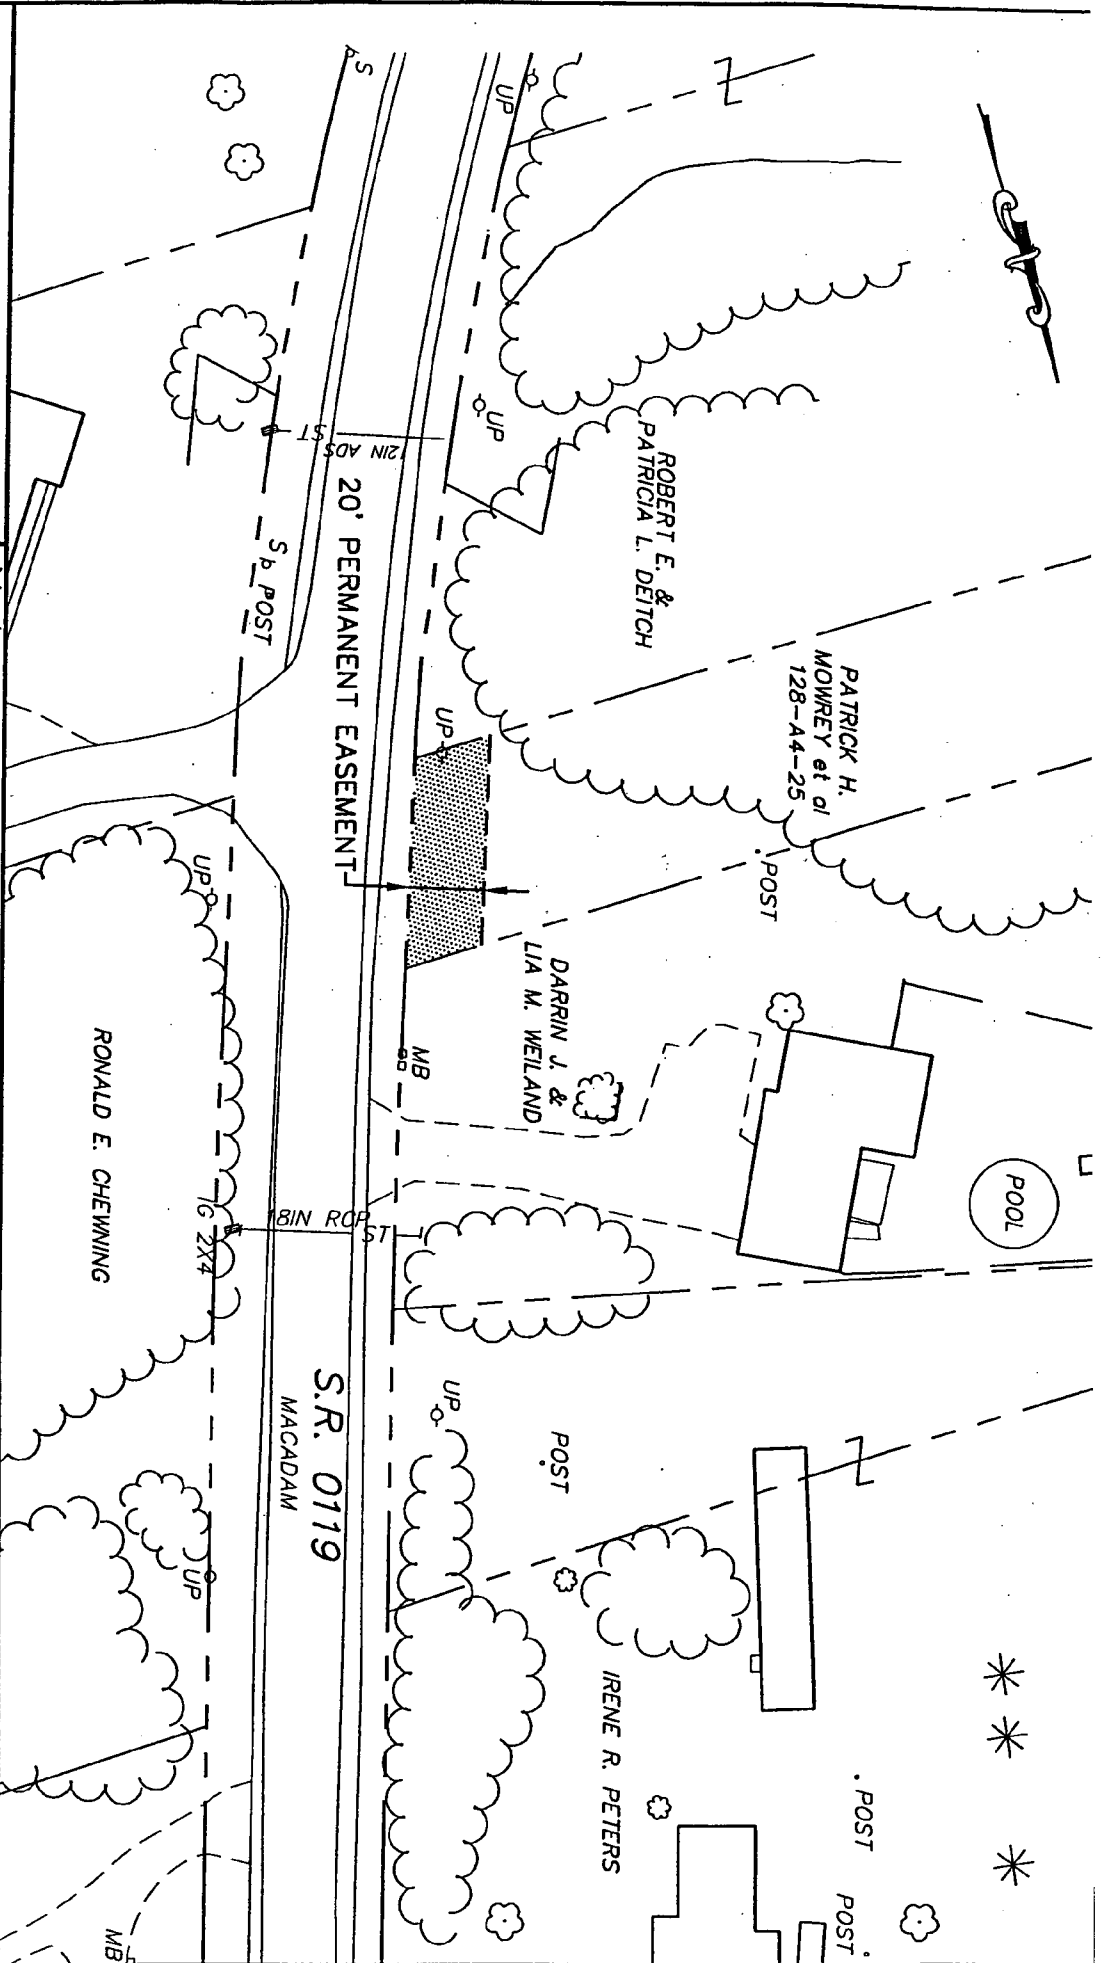 S
UP
UP
ROBERT E. &
PATRICIA L. DEITCH
ST
12IN ADS
20' PERMANENT EASEMENT
S
POST
PATRICK H.
MOWREY et al
128-A4-25
UP
POST
UP
DARRIN J. &
LIA M. WEILAND
MB
RONALD E. CHEWNING
POOL
IG 2X4
18IN RCP
ST
S.R. 0119
MACADAM
UP
POST
UP
IRENE R. PETERS
POST
POST
MB